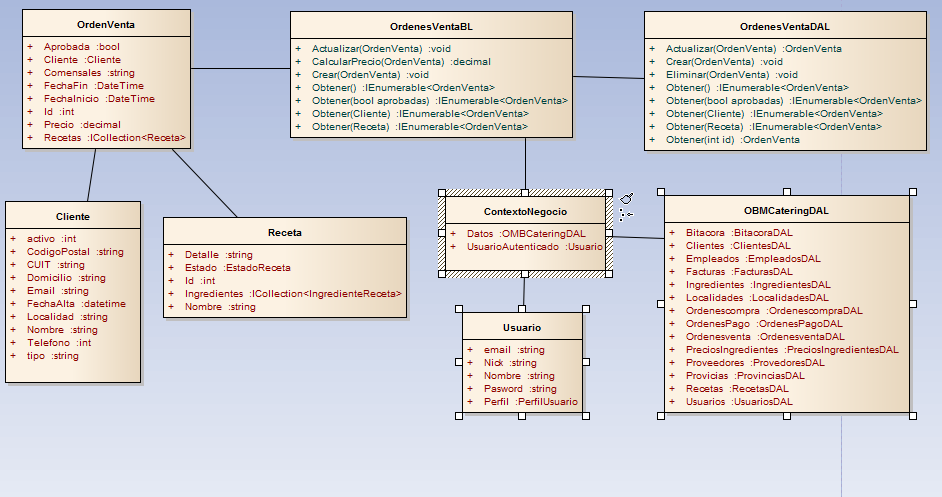 OrdenVenta
+ Aprobada :bool
+ Cliente :Cliente
+ Comensales :string
+ FechaFin :DateTime
+ FechaInicio :DateTime
+ Id :int
+ Precio :decimal
+ Recetas :ICollection<Receta>
OrdenesVentaBL
+ Actualizar(OrdenVenta) :void
+ CalcularPrecio(OrdenVenta) :decimal
+ Crear(OrdenVenta) :void
+ Obtener() :IEnumerable<OrdenVenta>
+ Obtener(bool aprobadas) :IEnumerable<OrdenVenta>
+ Obtener(Cliente) :IEnumerable<OrdenVenta>
+ Obtener(Receta) :IEnumerable<OrdenVenta>
OrdenesVentaDAL
+ Actualizar(OrdenVenta) :OrdenVenta
+ Crear(OrdenVenta) :void
+ Eliminar(OrdenVenta) :void
+ Obtener() :IEnumerable<OrdenVenta>
+ Obtener(bool aprobadas) :IEnumerable<OrdenVenta>
+ Obtener(Cliente) :IEnumerable<OrdenVenta>
+ Obtener(Receta) :IEnumerable<OrdenVenta>
+ Obtener(int id) :OrdenVenta
Cliente
+ activo :int
+ CodigoPostal :string
+ CUIT :string
+ Domicilio :string
+ Email :string
+ FechaAlta :datetime
+ Localidad :string
+ Nombre :string
+ Telefono :int
+ tipo :string
Receta
+ Detalle :string
+ Estado :EstadoReceta
+ Id :int
+ Ingredientes :ICollection<IngredienteReceta>
+ Nombre :string
ContextoNegocio
+ Datos :OMBCateringDAL
+ UsuarioAutenticado :Usuario
OBMCateringDAL
+ Bitacora :BitacoraDAL
+ Clientes :ClientesDAL
+ Empleados :EmpleadosDAL
+ Facturas :FacturasDAL
+ Ingredientes :IngredientesDAL
+ Localidades :LocalidadesDAL
+ Ordenescompra :OrdenescompraDAL
+ OrdenesPago :OrdenesPagoDAL
+ Ordenesventa :OrdenesventaDAL
+ PreciosIngredientes :PreciosIngredientesDAL
+ Proveedores :ProvedoresDAL
+ Provicias :ProvinciasDAL
+ Recetas :RecetasDAL
+ Usuarios :UsuariosDAL
Usuario
+ email :string
+ Nick :string
+ Nombre :string
+ Pasword :string
+ Perfil :PerfilUsuario